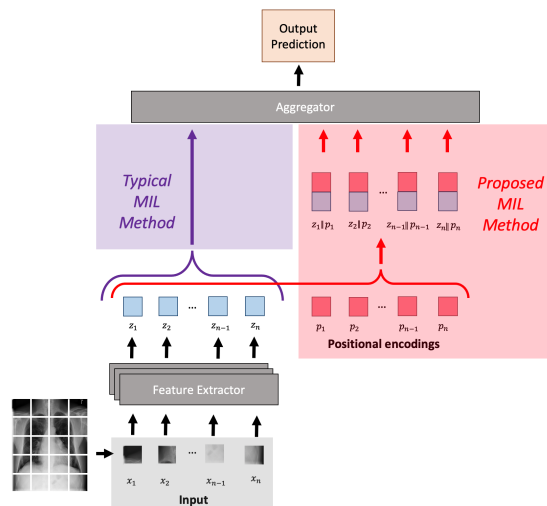 Output
Prediction
Aggregator
Typical
MIL
Method
Proposed
MIL
Method
z₁‖p₁ z₂‖p₂ ... zₙ₋₁‖pₙ₋₁ zₙ‖pₙ
z₁ z₂ ... zₙ₋₁ zₙ
p₁ p₂ ... pₙ₋₁ pₙ
Positional encodings
Feature Extractor
x₁ x₂ ... xₙ₋₁ xₙ
Input